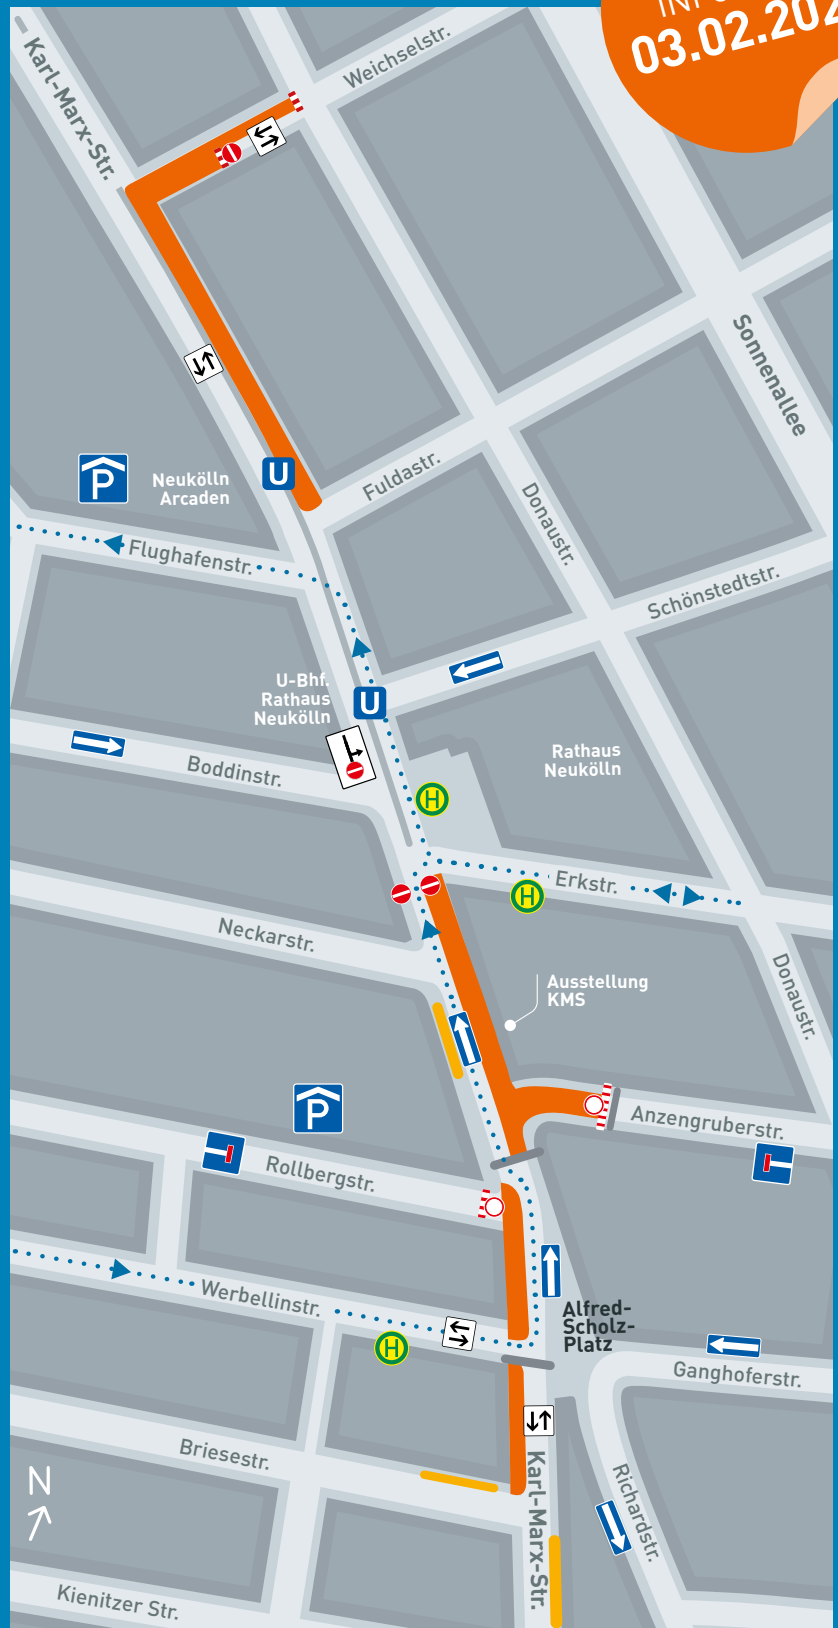 03.02.202
Karl-Marx-Str.
Weichselstr.
Sonnenallee
U
P
Neukölln
Arcaden
Fuldastr.
Donaustr.
Flughafenstr.
Schönstedtstr.
U-Bhf.
Rathaus
Neukölln
U
Rathaus
Neukölln
Boddinstr.
H
Erkstr.
H
Neckarstr.
Donaustr.
Ausstellung
KMS
P
Anzengruberstr.
Rollbergstr.
Werbellinstr.
Alfred-
Scholz-
Platz
H
Ganghoferstr.
Briesestr.
Karl-Marx-Str.
Richardstr.
N
Kienitzer Str.